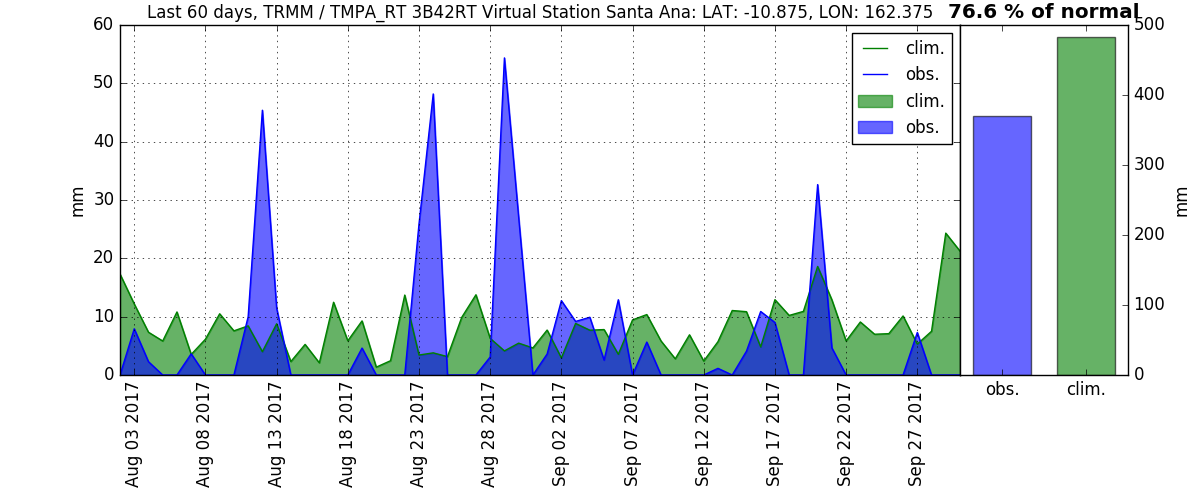 Last 60 days, TRMM / TMPA_RT 3B42RT Virtual Station Santa Ana: LAT: -10.875, LON: 162.375
76.6 % of normal
60
50
40
30
20
10
0
mm
clim.
obs.
clim.
obs.
500
400
300
200
100
0
mm
obs.
clim.
Aug 03 2017
Aug 08 2017
Aug 13 2017
Aug 18 2017
Aug 23 2017
Aug 28 2017
Sep 02 2017
Sep 07 2017
Sep 12 2017
Sep 17 2017
Sep 22 2017
Sep 27 2017